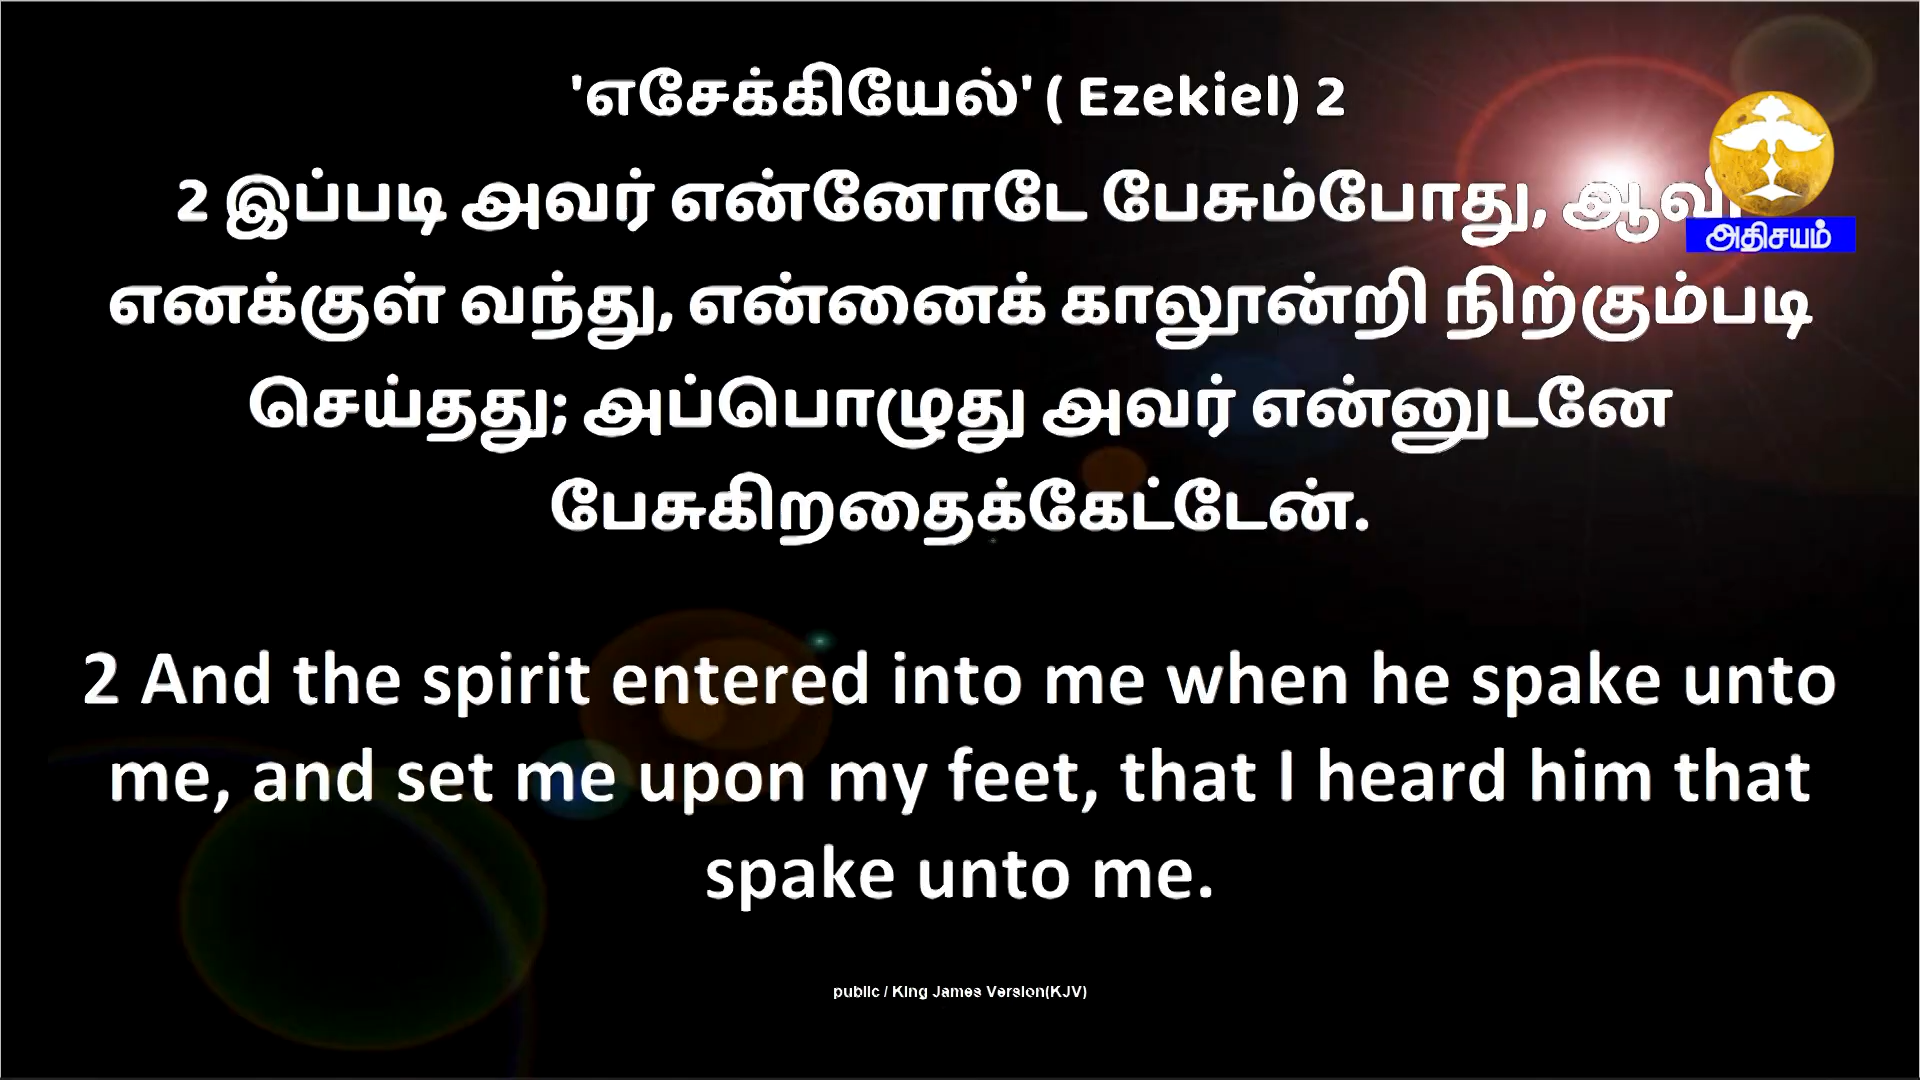 'எசேக்கியேல்' ( Ezekiel) 2
2 இப்படி அவர் என்னோடே பேசும்போது, ஆவி
அதிசயம்
எனக்குள் வந்து, என்னைக் காலூன்றி நிற்கும்படி
செய்தது; அப்பொழுது அவர் என்னுடனே
பேசுகிறதைக்கேட்டேன்.
2 And the spirit entered into me when he spake unto
me, and set me upon my feet, that I heard him that
spake unto me.
public / King James Version(KJV)